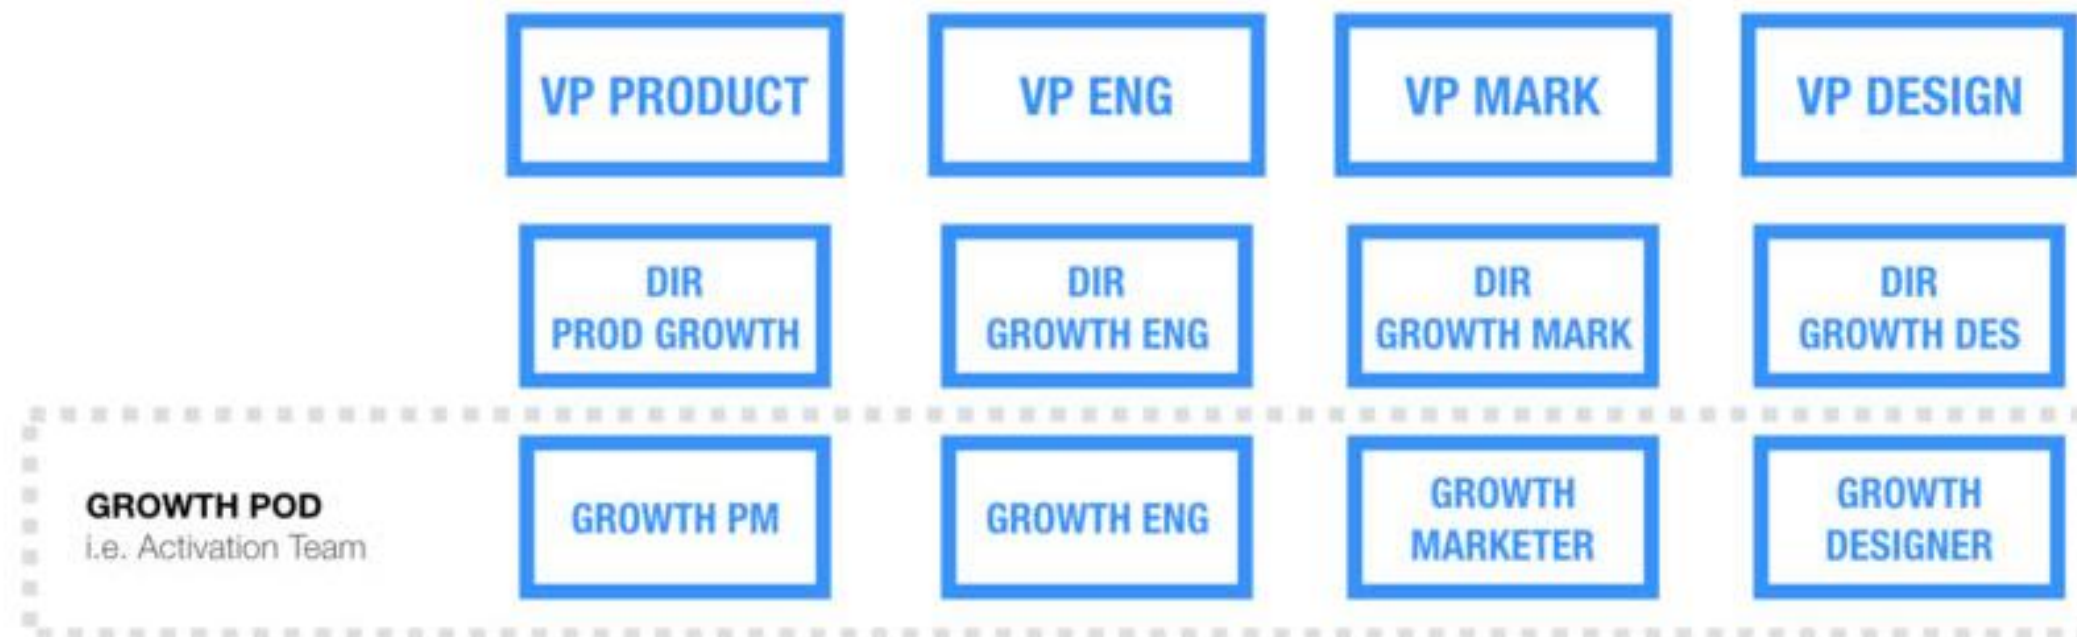 VP PRODUCT
VP ENG
VP MARK
VP DESIGN
DIR
PROD GROWTH
DIR
GROWTH ENG
DIR
GROWTH MARK
DIR
GROWTH DES
GROWTH POD
i.e. Activation Team
GROWTH PM
GROWTH ENG
GROWTH
MARKETER
GROWTH
DESIGNER